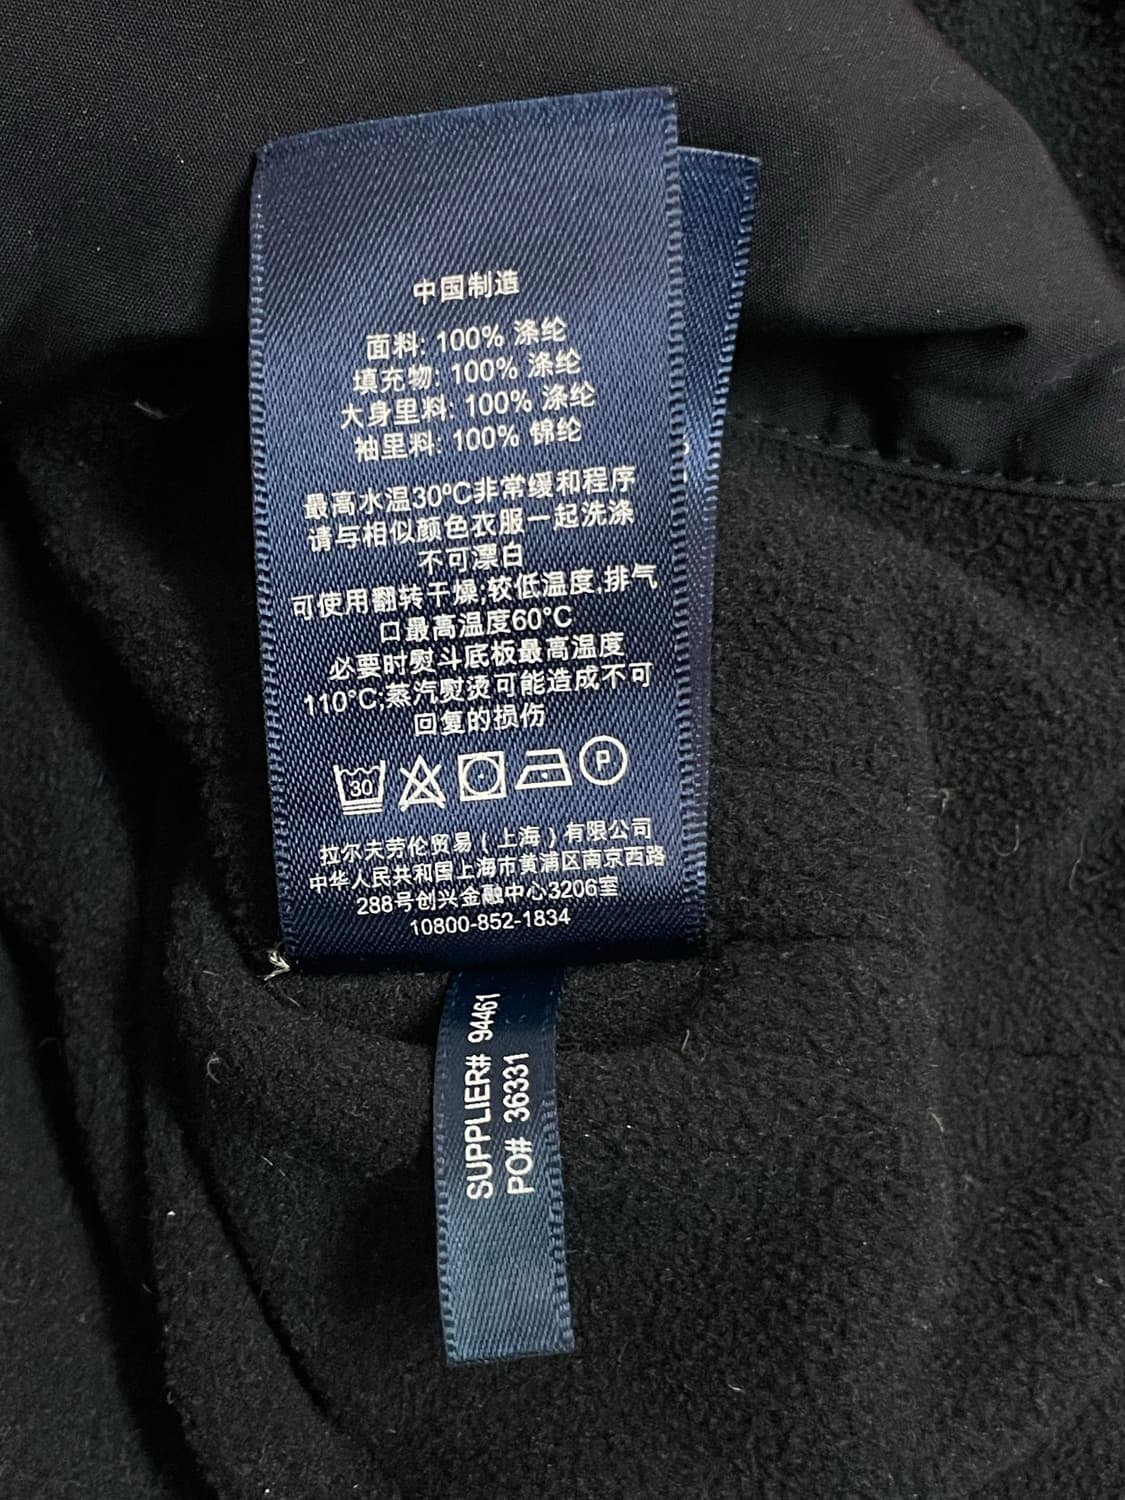 中国制造
面料: 100% 涤纶
填充物: 100% 涤纶
大身里料: 100% 涤纶
袖里料: 100% 锦纶
最高水温30ºC非常缓和程序
请与相似颜色衣服一起洗涤
不可漂白
可使用翻转干燥;较低温度,排气
口最高温度60°C
必要时熨斗底板最高温度
110°C,蒸汽熨烫可能造成不可
回复的损伤
30
P
拉尔夫劳伦贸易（上海）有限公司
中华人民共和国上海市黄浦区南京西路
288号创兴金融中心3206室
10800-852-1834
SUPPLIER# 94461
PO# 36331